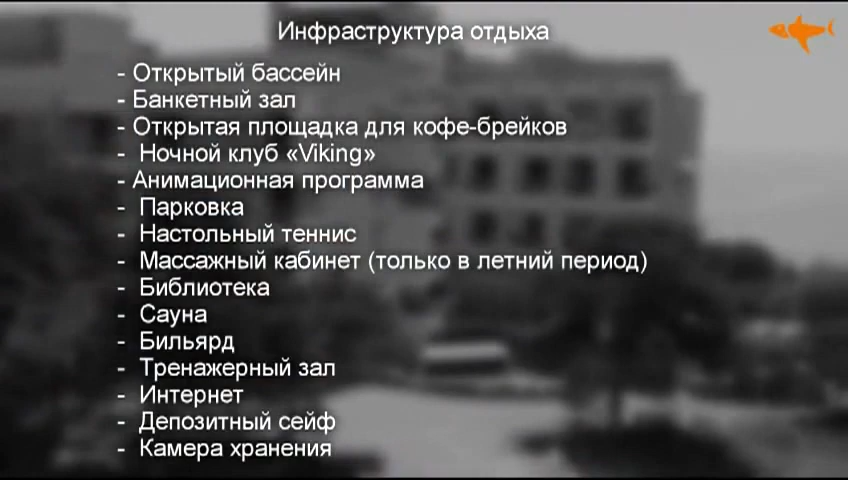 Инфраструктура отдыха
- Открытый бассейн
- Банкетный зал
- Открытая площадка для кофе-брейков
- Ночной клуб «Viking»
- Анимационная программа
- Парковка
- Настольный теннис
- Массажный кабинет (только в летний период)
- Библиотека
- Сауна
- Бильярд
- Тренажерный зал
- Интернет
- Депозитный сейф
- Камера хранения